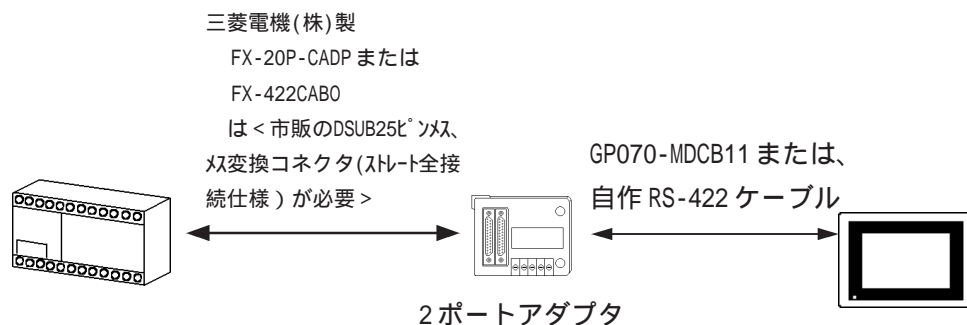 三菱電機(株)製
FX-20P-CADP または
FX-422CAB0
は<市販のDSUB25ﾋﾟﾝﾒｽ、
ﾒｽ変換コネクタ(ｽﾄﾚｰﾄ全接
続仕様)が必要>
GP070-MDCB11 または、
自作 RS-422 ケーブル
2ポートアダプタ